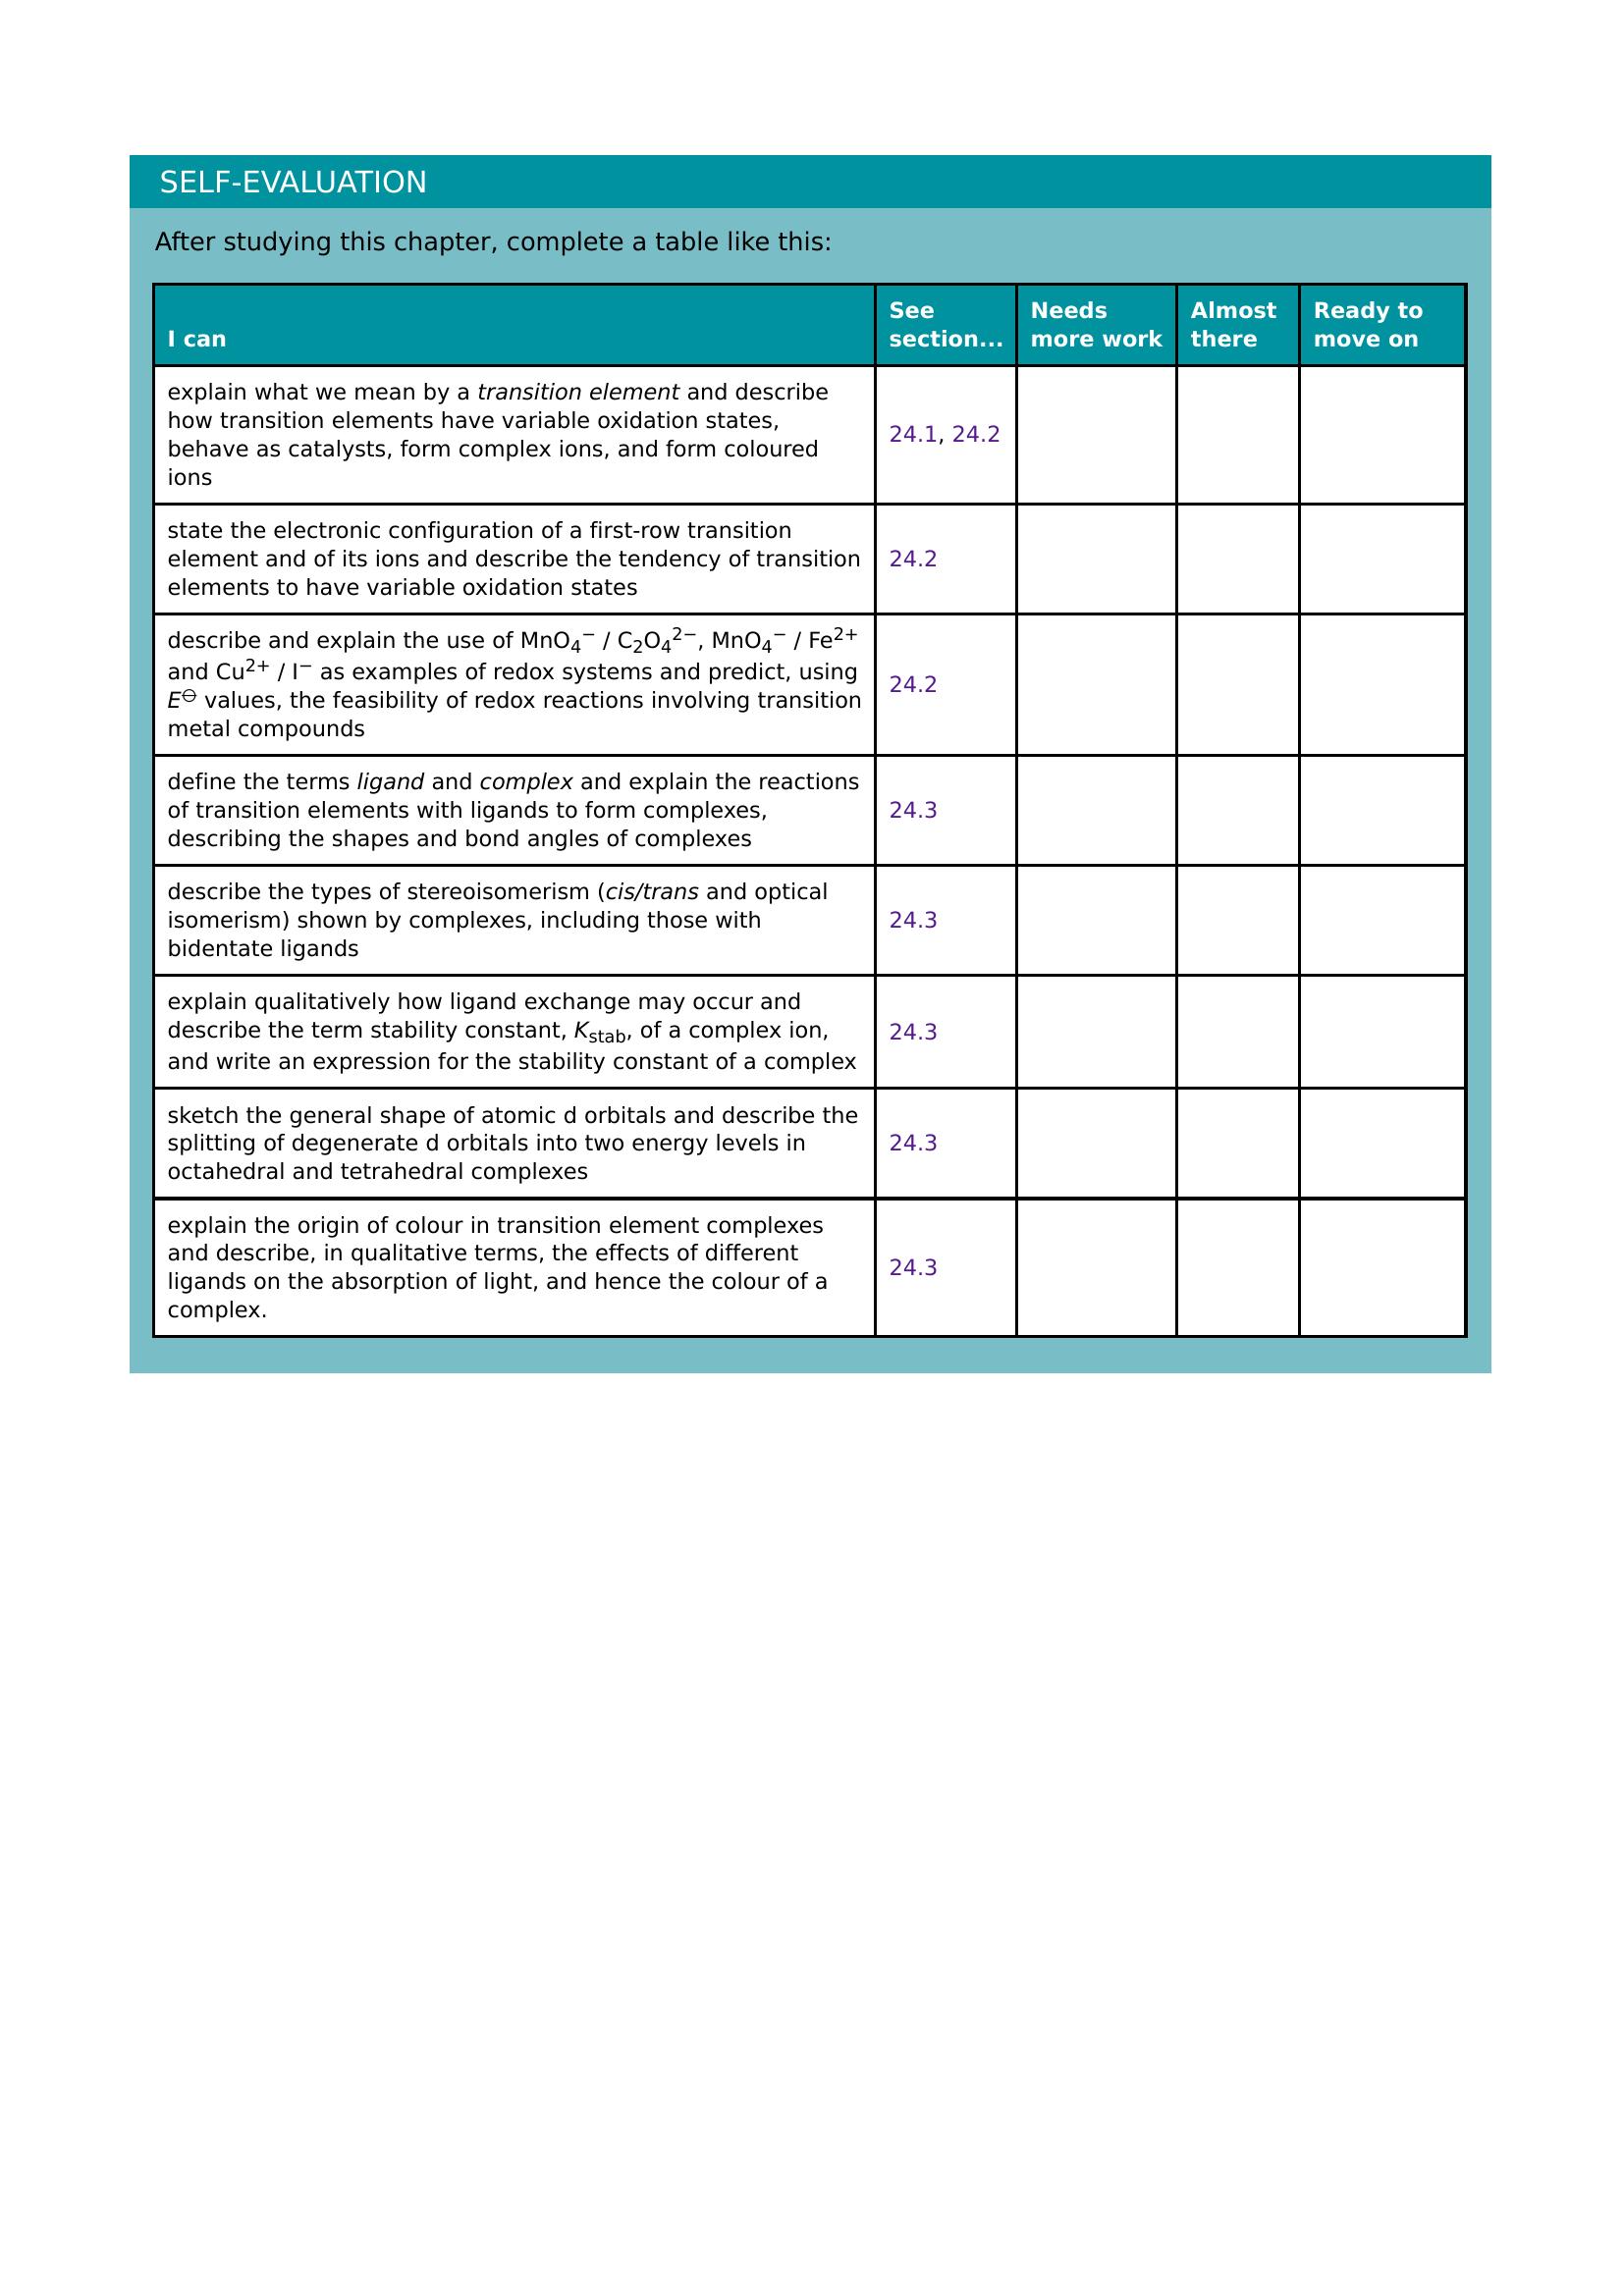 SELF-EVALUATION
After studying this chapter, complete a table like this:
I can
See section...
Needs more work
Almost there
Ready to move on
explain what we mean by a transition element and describe
how transition elements have variable oxidation states,
behave as catalysts, form complex ions, and form coloured
ions
24.1, 24.2
state the electronic configuration of a first-row transition
element and of its ions and describe the tendency of transition
elements to have variable oxidation states
24.2
describe and explain the use of MnO₄⁻ / C₂O₄²⁻, MnO₄⁻ / Fe²⁺
and Cu²⁺ / I⁻ as examples of redox systems and predict, using
E⦵ values, the feasibility of redox reactions involving transition
metal compounds
24.2
define the terms ligand and complex and explain the reactions
of transition elements with ligands to form complexes,
describing the shapes and bond angles of complexes
24.3
describe the types of stereoisomerism (cis/trans and optical
isomerism) shown by complexes, including those with
bidentate ligands
24.3
explain qualitatively how ligand exchange may occur and
describe the term stability constant, Kstab, of a complex ion,
and write an expression for the stability constant of a complex
24.3
sketch the general shape of atomic d orbitals and describe the
splitting of degenerate d orbitals into two energy levels in
octahedral and tetrahedral complexes
24.3
explain the origin of colour in transition element complexes
and describe, in qualitative terms, the effects of different
ligands on the absorption of light, and hence the colour of a
complex.
24.3